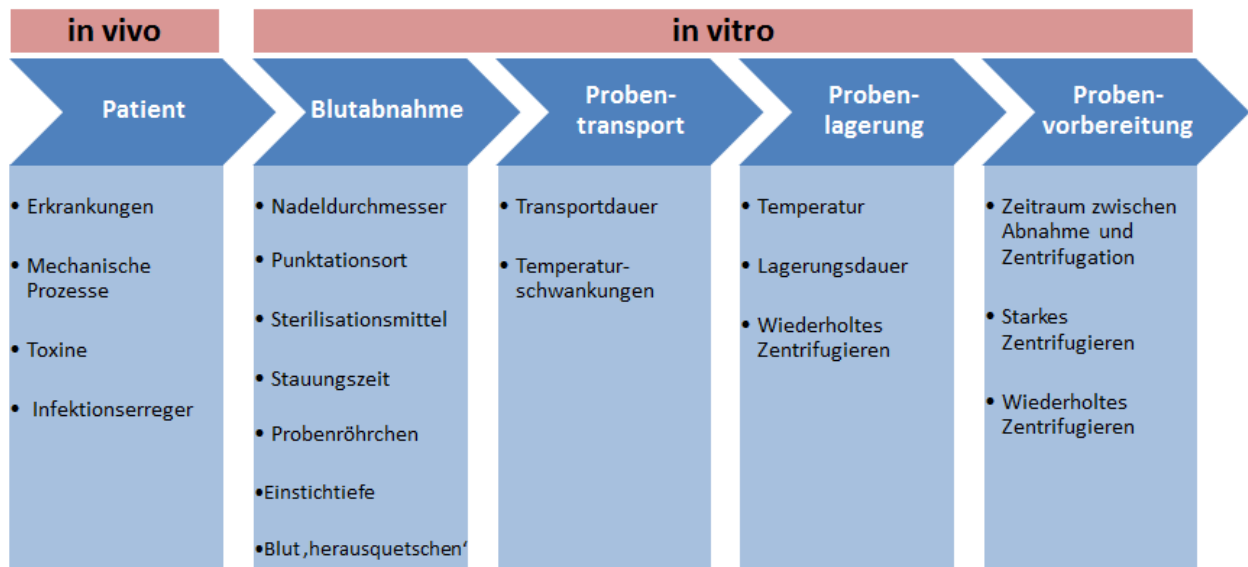 in vivo
in vitro
Patient
Blutabnahme
Proben-
transport
Proben-
lagerung
Proben-
vorbereitung
• Erkrankungen
• Mechanische
Prozesse
• Toxine
• Infektionserreger
• Nadeldurchmesser
• Punktationsort
• Sterilisationsmittel
• Stauungszeit
• Probenröhrchen
•Einstichtiefe
•Blut ‚herausquetschen‘
• Transportdauer
• Temperatur-
schwankungen
• Temperatur
• Lagerungsdauer
• Wiederholtes
Zentrifugieren
• Zeitraum zwischen
Abnahme und
Zentrifugation
• Starkes
Zentrifugieren
• Wiederholtes
Zentrifugieren